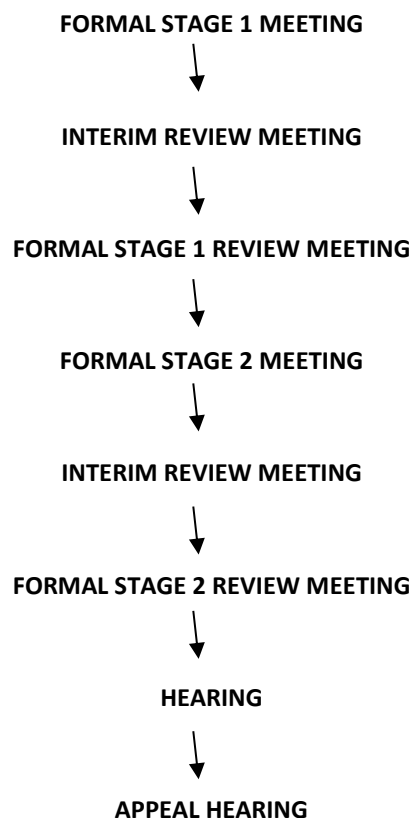 FORMAL STAGE 1 MEETING
INTERIM REVIEW MEETING
FORMAL STAGE 1 REVIEW MEETING
FORMAL STAGE 2 MEETING
INTERIM REVIEW MEETING
FORMAL STAGE 2 REVIEW MEETING
HEARING
APPEAL HEARING